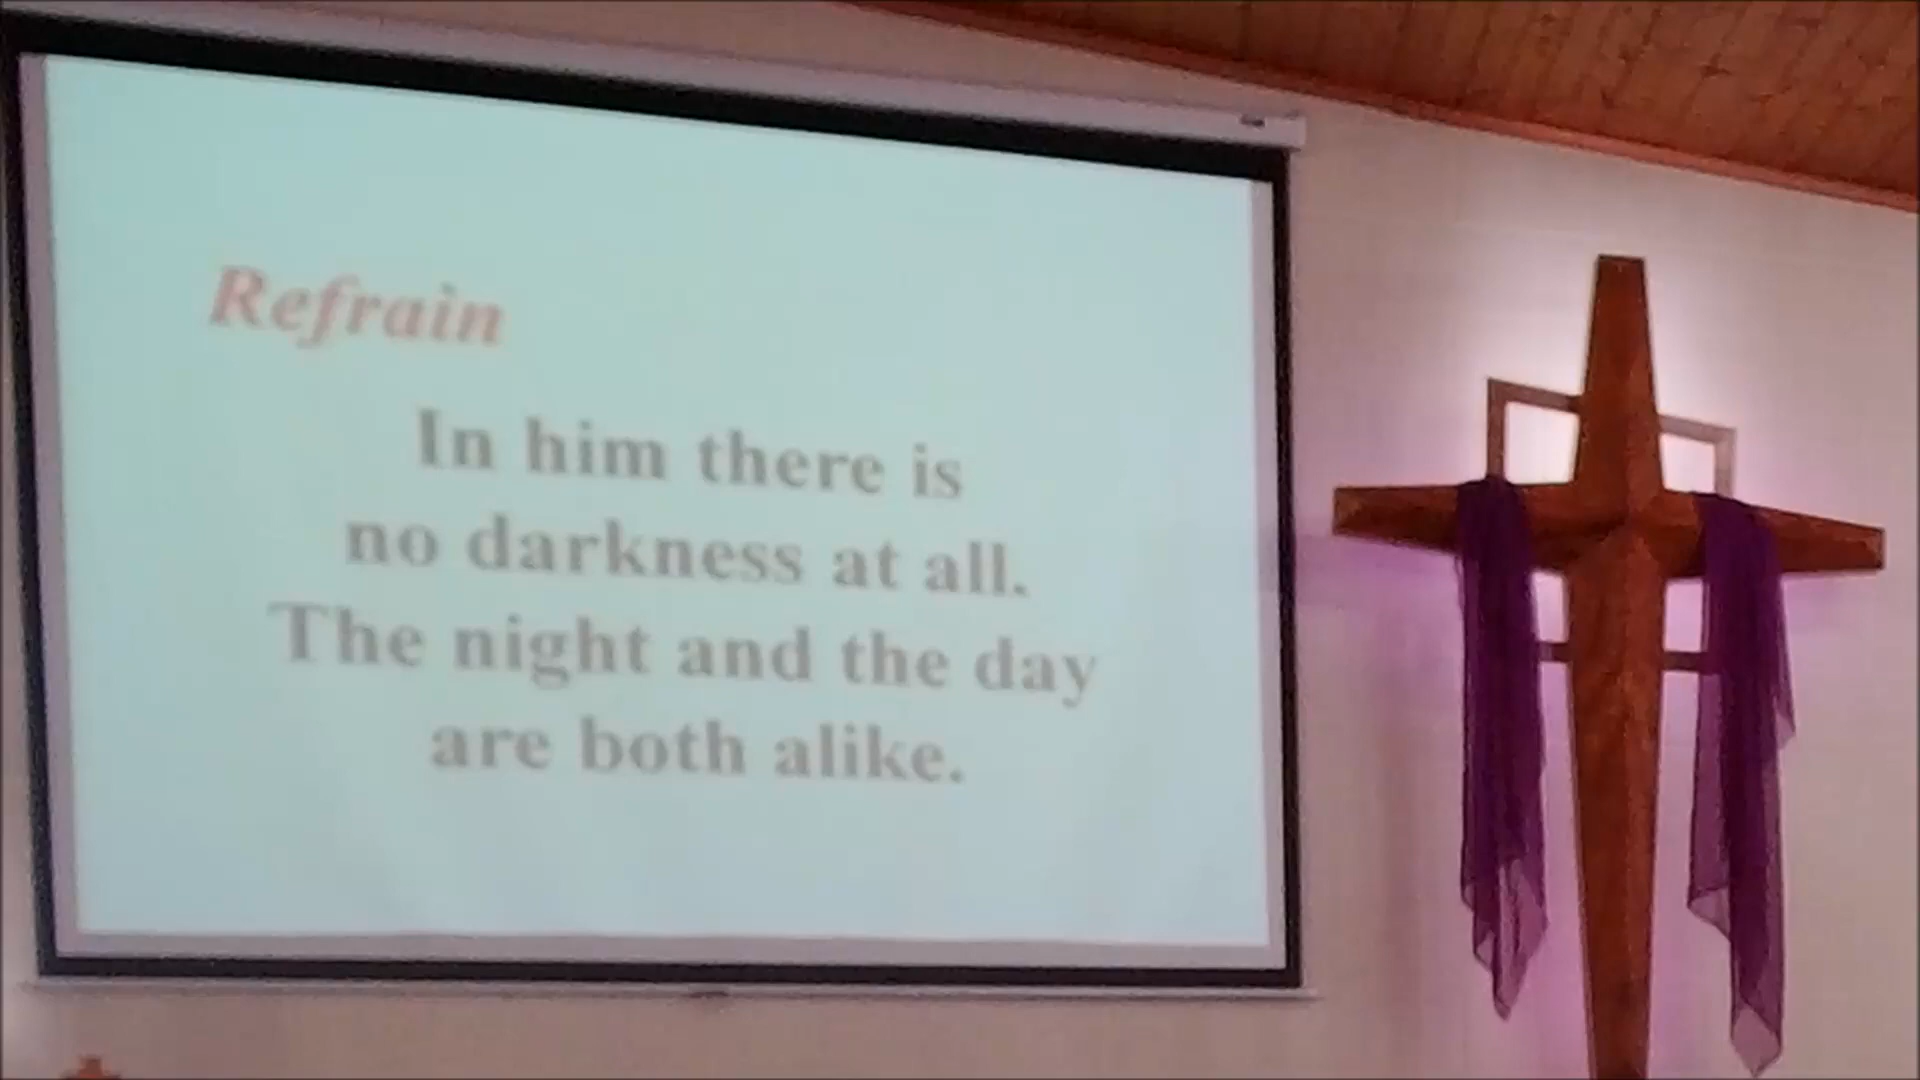 Refrain
In him there is
no darkness at all.
The night and the day
are both alike.